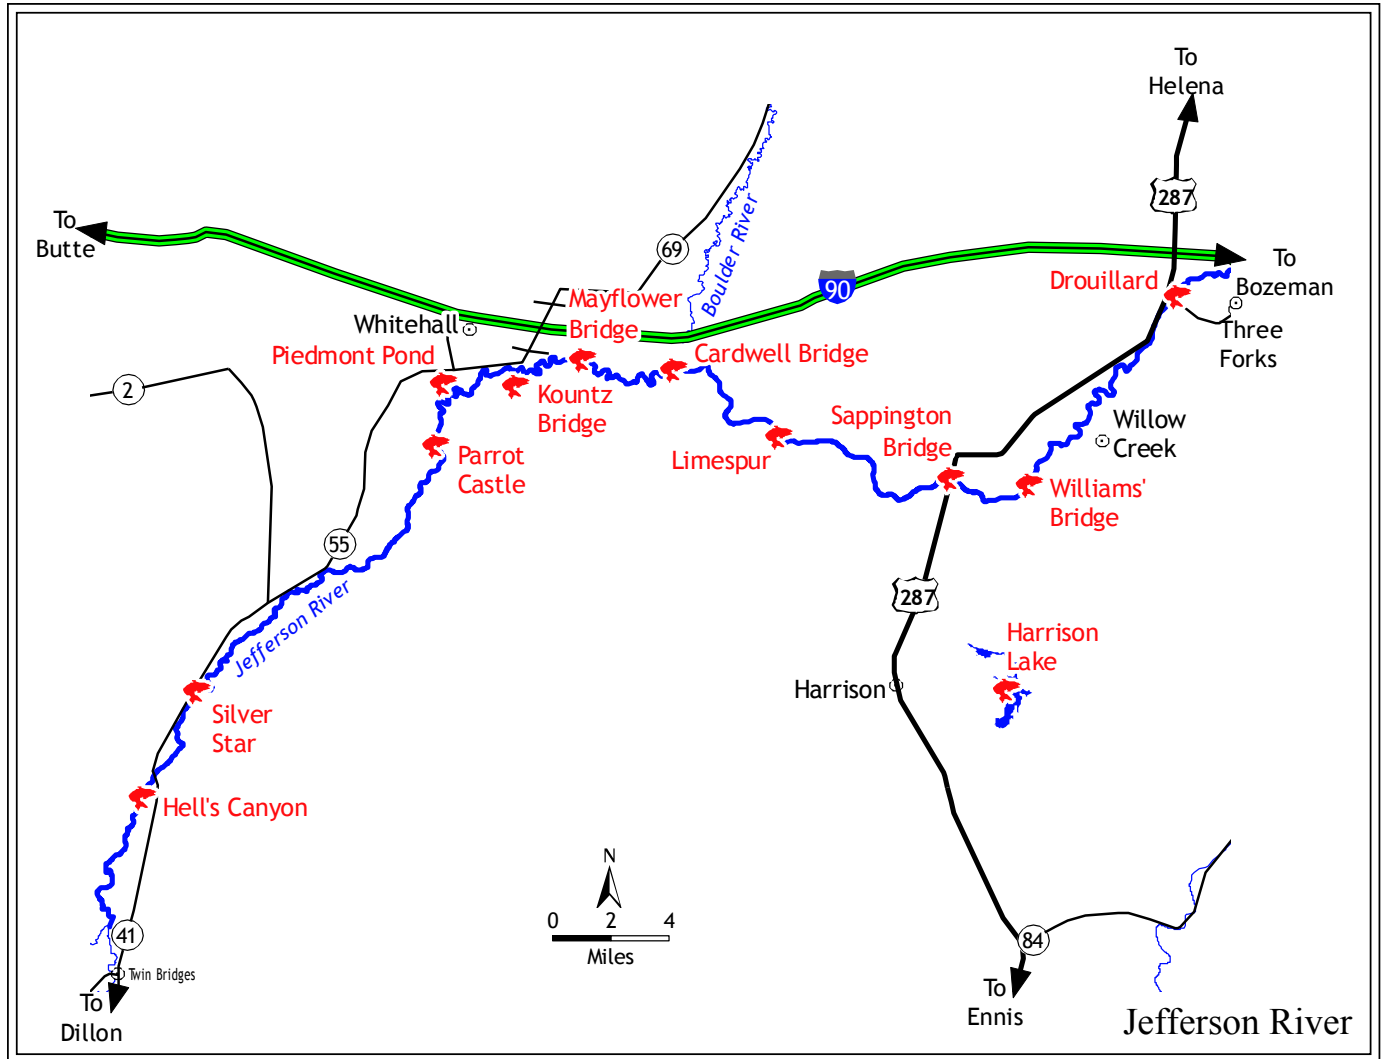 To
Helena
287
To
Butte
69
Boulder River
90
To
Bozeman
Drouillard
Three
Forks
Mayflower
Bridge
Whitehall
Piedmont Pond
Cardwell Bridge
2
Kountz
Bridge
Sappington
Bridge
Willow
Creek
Limespur
Parrot
Castle
Williams'
Bridge
55
Jefferson River
287
Harrison
Lake
Harrison
Silver
Star
Hell's Canyon
N
0 2 4
Miles
41
84
Twin Bridges
To
Dillon
To
Ennis
Jefferson River